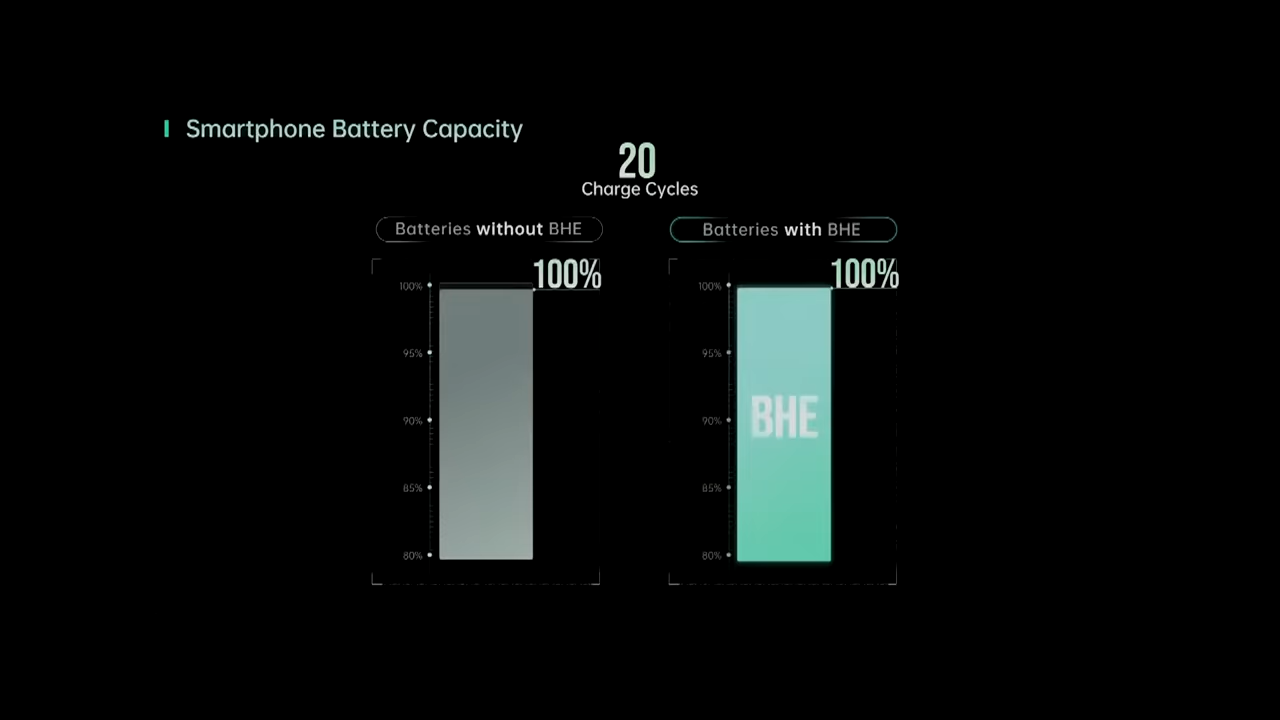 Smartphone Battery Capacity
20
Charge Cycles
Batteries without BHE
Batteries with BHE
100%
100%
100%
95%
90%
85%
80%
100%
95%
90%
85%
80%
BHE